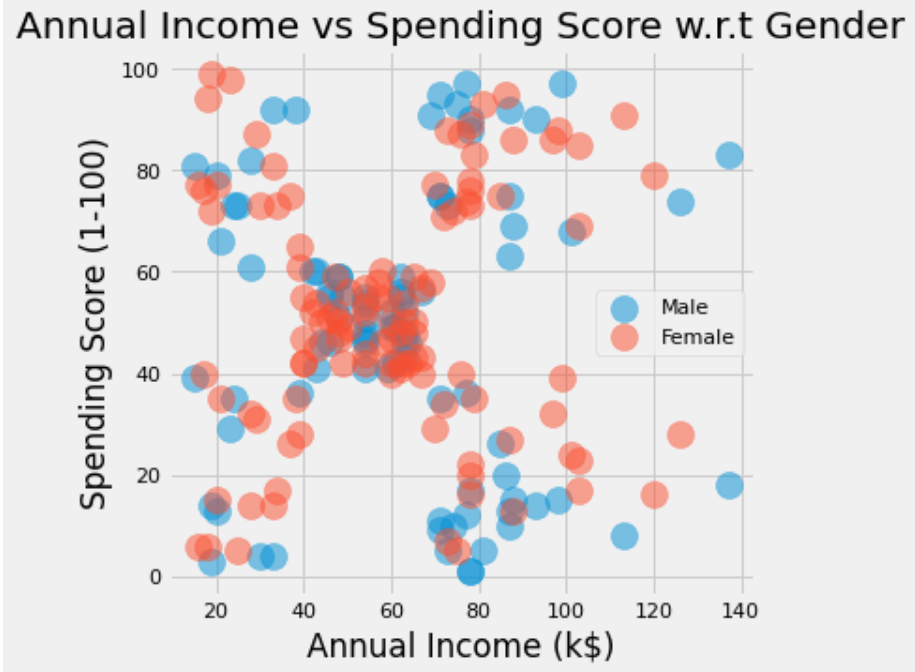 Annual Income vs Spending Score w.r.t Gender
Spending Score (1-100)
100
80
60
40
20
0
Male
Female
20 40 60 80 100 120 140
Annual Income (k$)